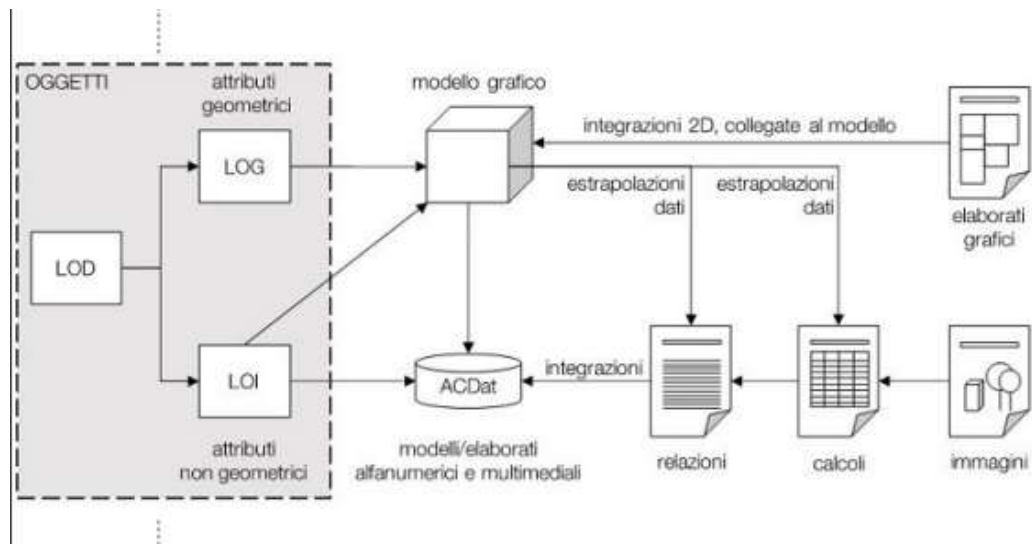 OGGETTI
attributi
geometrici
modello grafico
LOG
integrazioni 2D, collegate al modello
estrapolazioni
dati
estrapolazioni
dati
elaborati
grafici
LOD
LOI
ACDat
integrazioni
attributi
non geometrici
modelli/elaborati
alfanumerici e multimediali
relazioni
calcoli
immagini